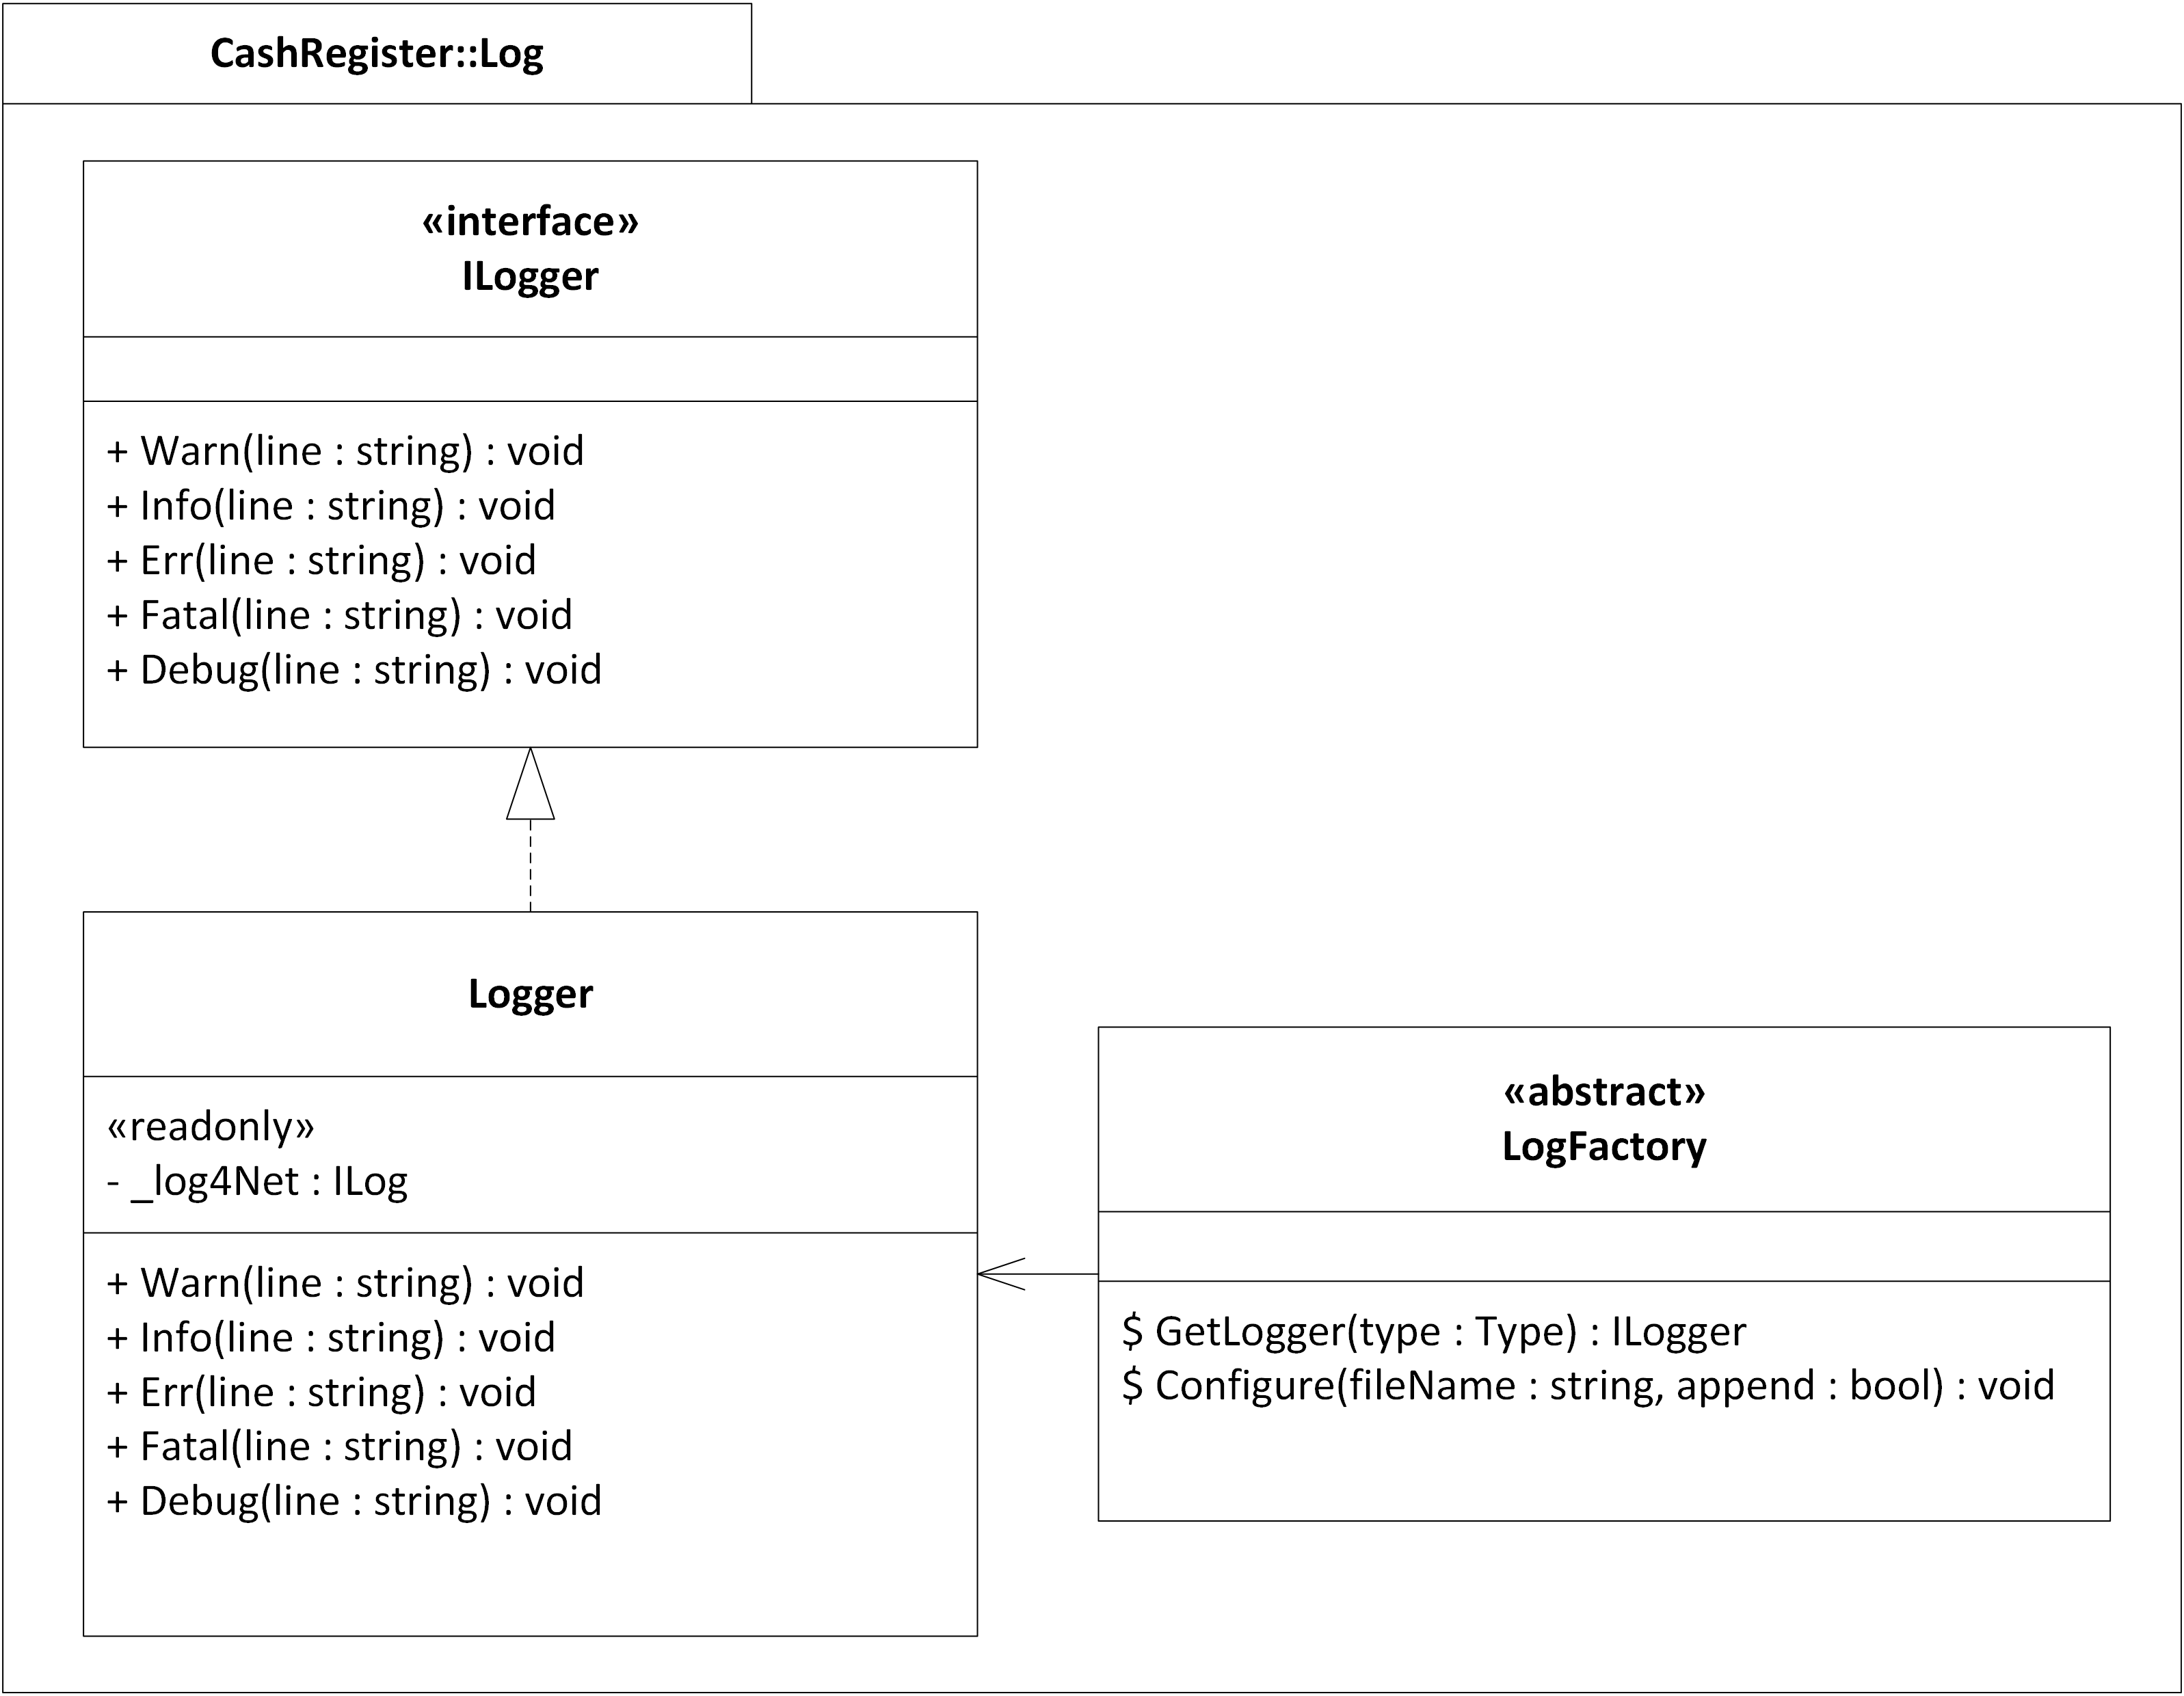 CashRegister::Log
«interface»
ILogger
+ Warn(line : string) : void
+ Info(line : string) : void
+ Err(line : string) : void
+ Fatal(line : string) : void
+ Debug(line : string) : void
Logger
«readonly»
- _log4Net : ILog
+ Warn(line : string) : void
+ Info(line : string) : void
+ Err(line : string) : void
+ Fatal(line : string) : void
+ Debug(line : string) : void
«abstract»
LogFactory
$ GetLogger(type : Type) : ILogger
$ Configure(fileName : string, append : bool) : void